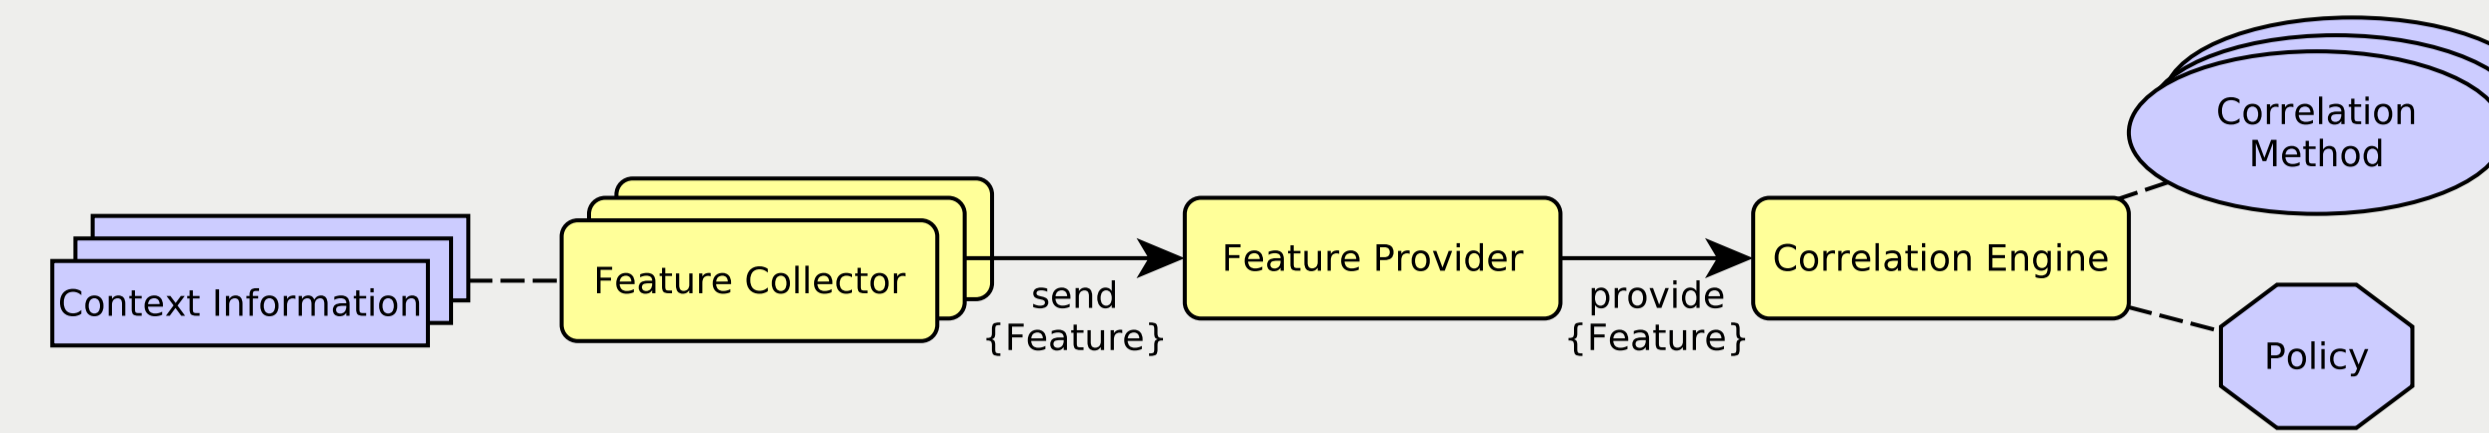 Context Information
Feature Collector
send
{Feature}
Feature Provider
provide
{Feature}
Correlation Engine
Correlation
Method
Policy